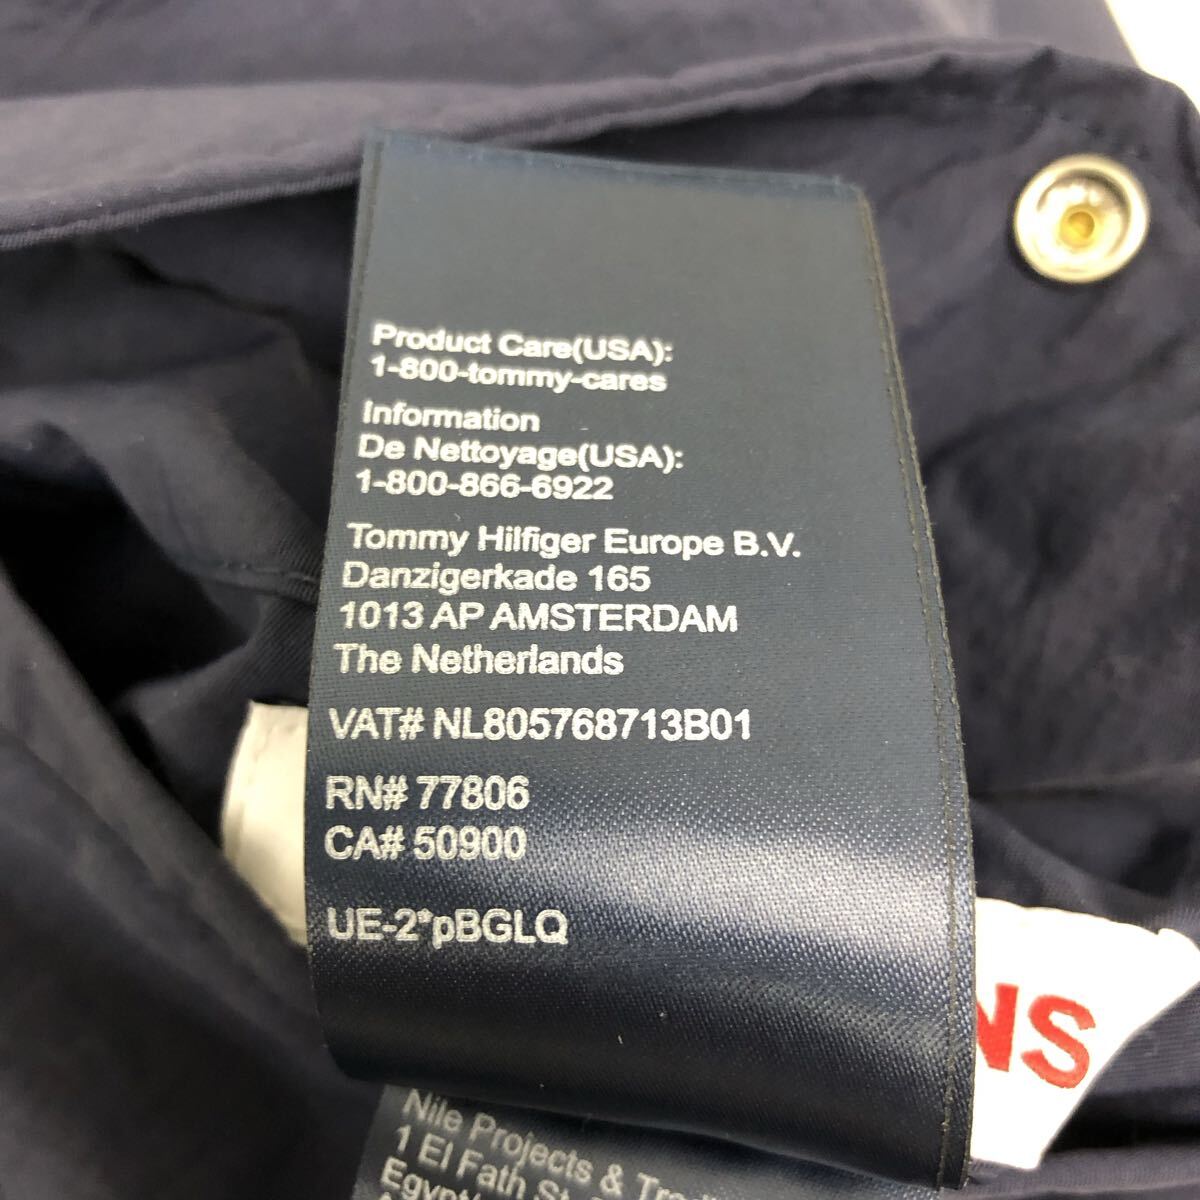 Product Care(USA):
1-800-tommy-cares
Information
De Nettoyage(USA):
1-800-866-6922
Tommy Hilfiger Europe B.V.
Danzigerkade 165
1013 AP AMSTERDAM
The Netherlands
VAT# NL805768713B01
RN# 77806
CA# 50900
UE-2*pBGLQ
NS
Nile Projects &
1 El Fath St.
Egypt/